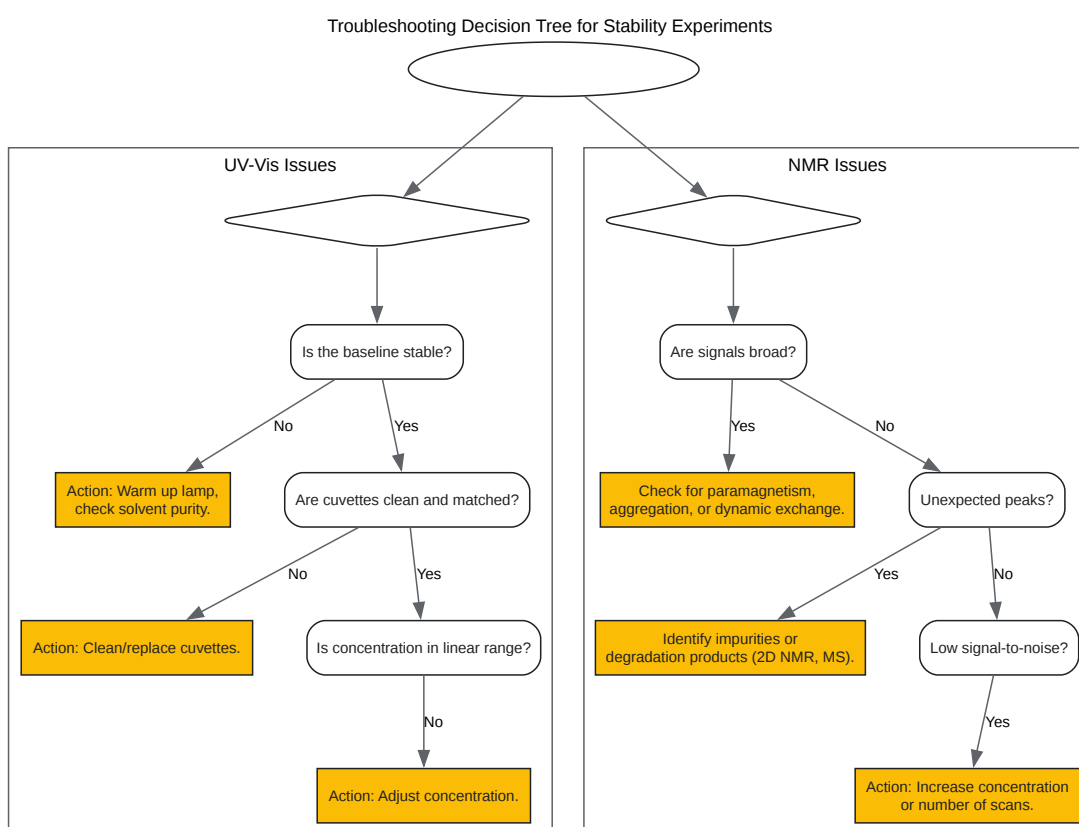 Troubleshooting Decision Tree for Stability Experiments
UV-Vis Issues
Is the baseline stable?
No
Yes
Action: Warm up lamp,
check solvent purity.
Are cuvettes clean and matched?
No
Yes
Action: Clean/replace cuvettes.
Is concentration in linear range?
No
Action: Adjust concentration.
NMR Issues
Are signals broad?
Yes
No
Check for paramagnetism,
aggregation, or dynamic exchange.
Unexpected peaks?
Yes
No
Identify impurities or
degradation products (2D NMR, MS).
Low signal-to-noise?
Yes
Action: Increase concentration
or number of scans.